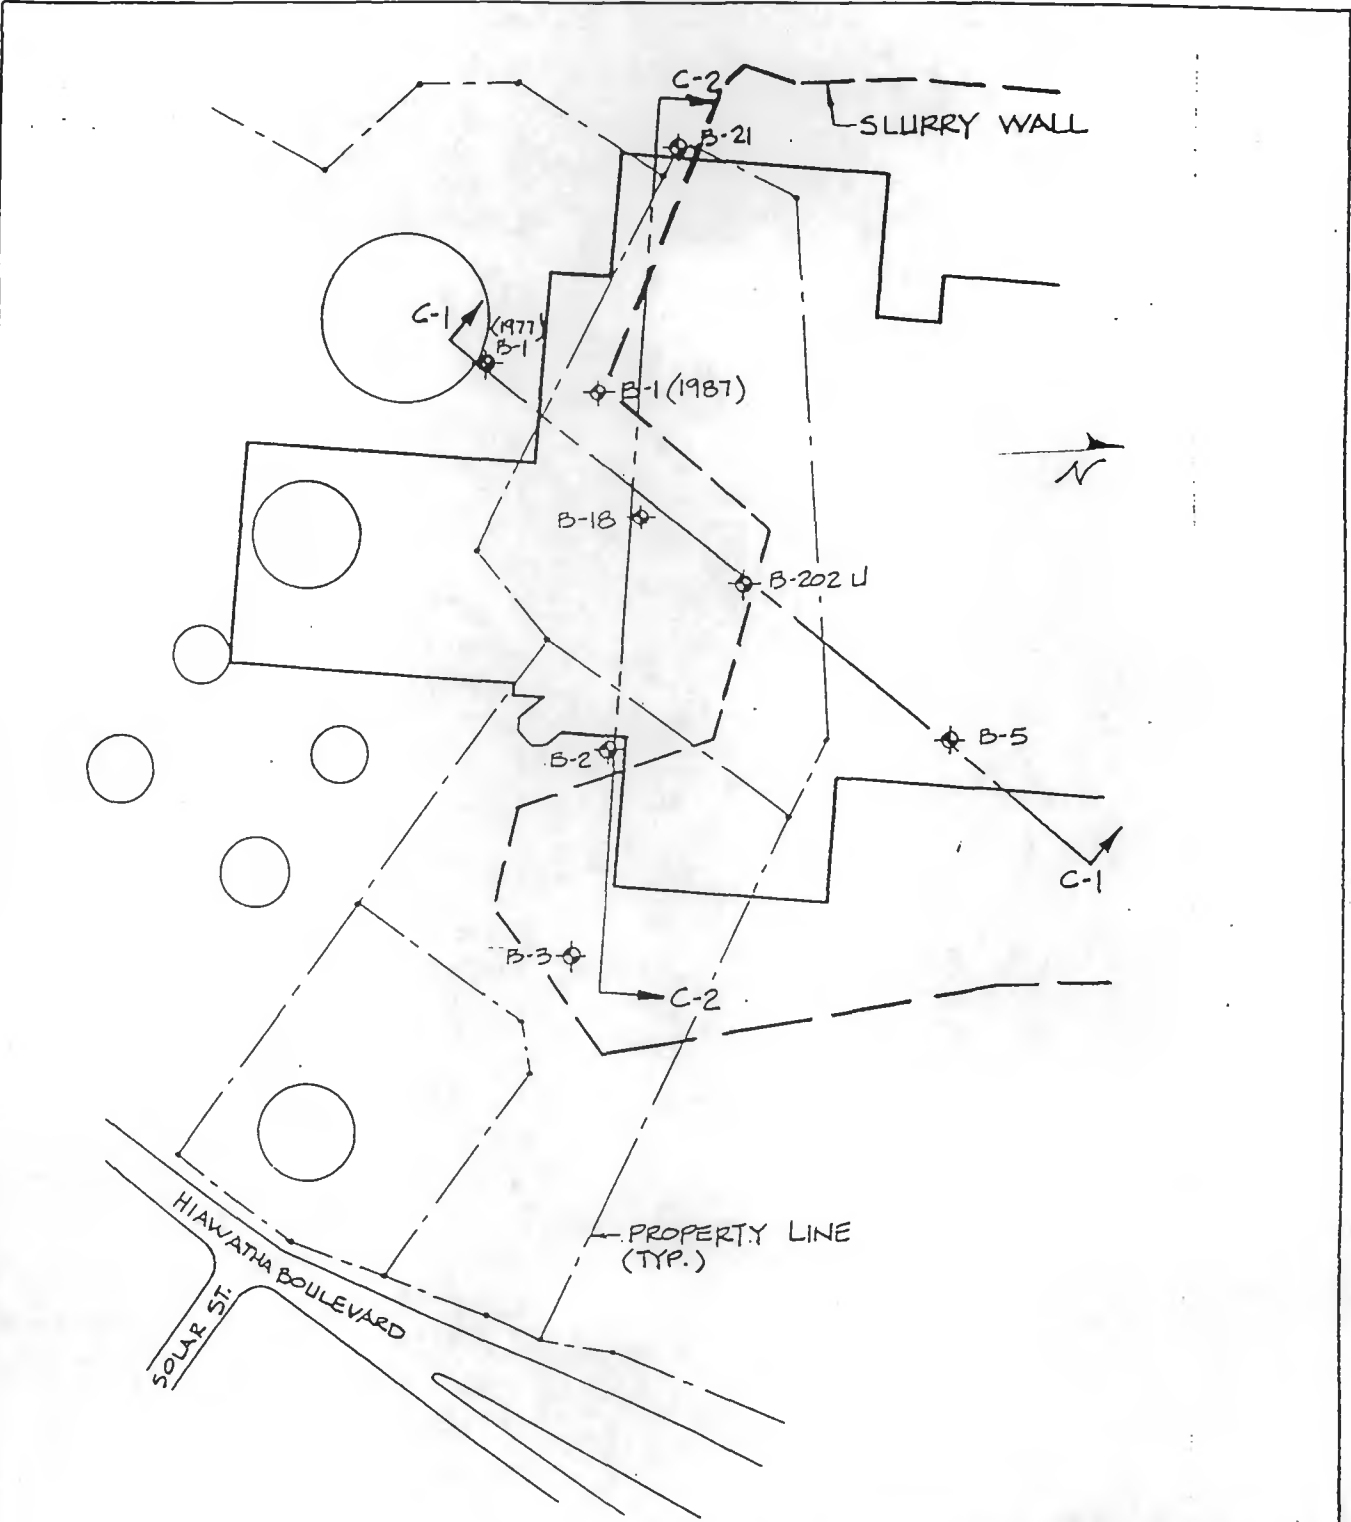 C-2
SLURRY WALL
B-21
C-1
(1977)
B-1
B-1 (1987)
N
B-18
B-202 U
B-5
B-2
C-1
B-3
C-2
PROPERTY LINE
(TYP.)
HIAWATHA BOULEVARD
SOLAR ST.